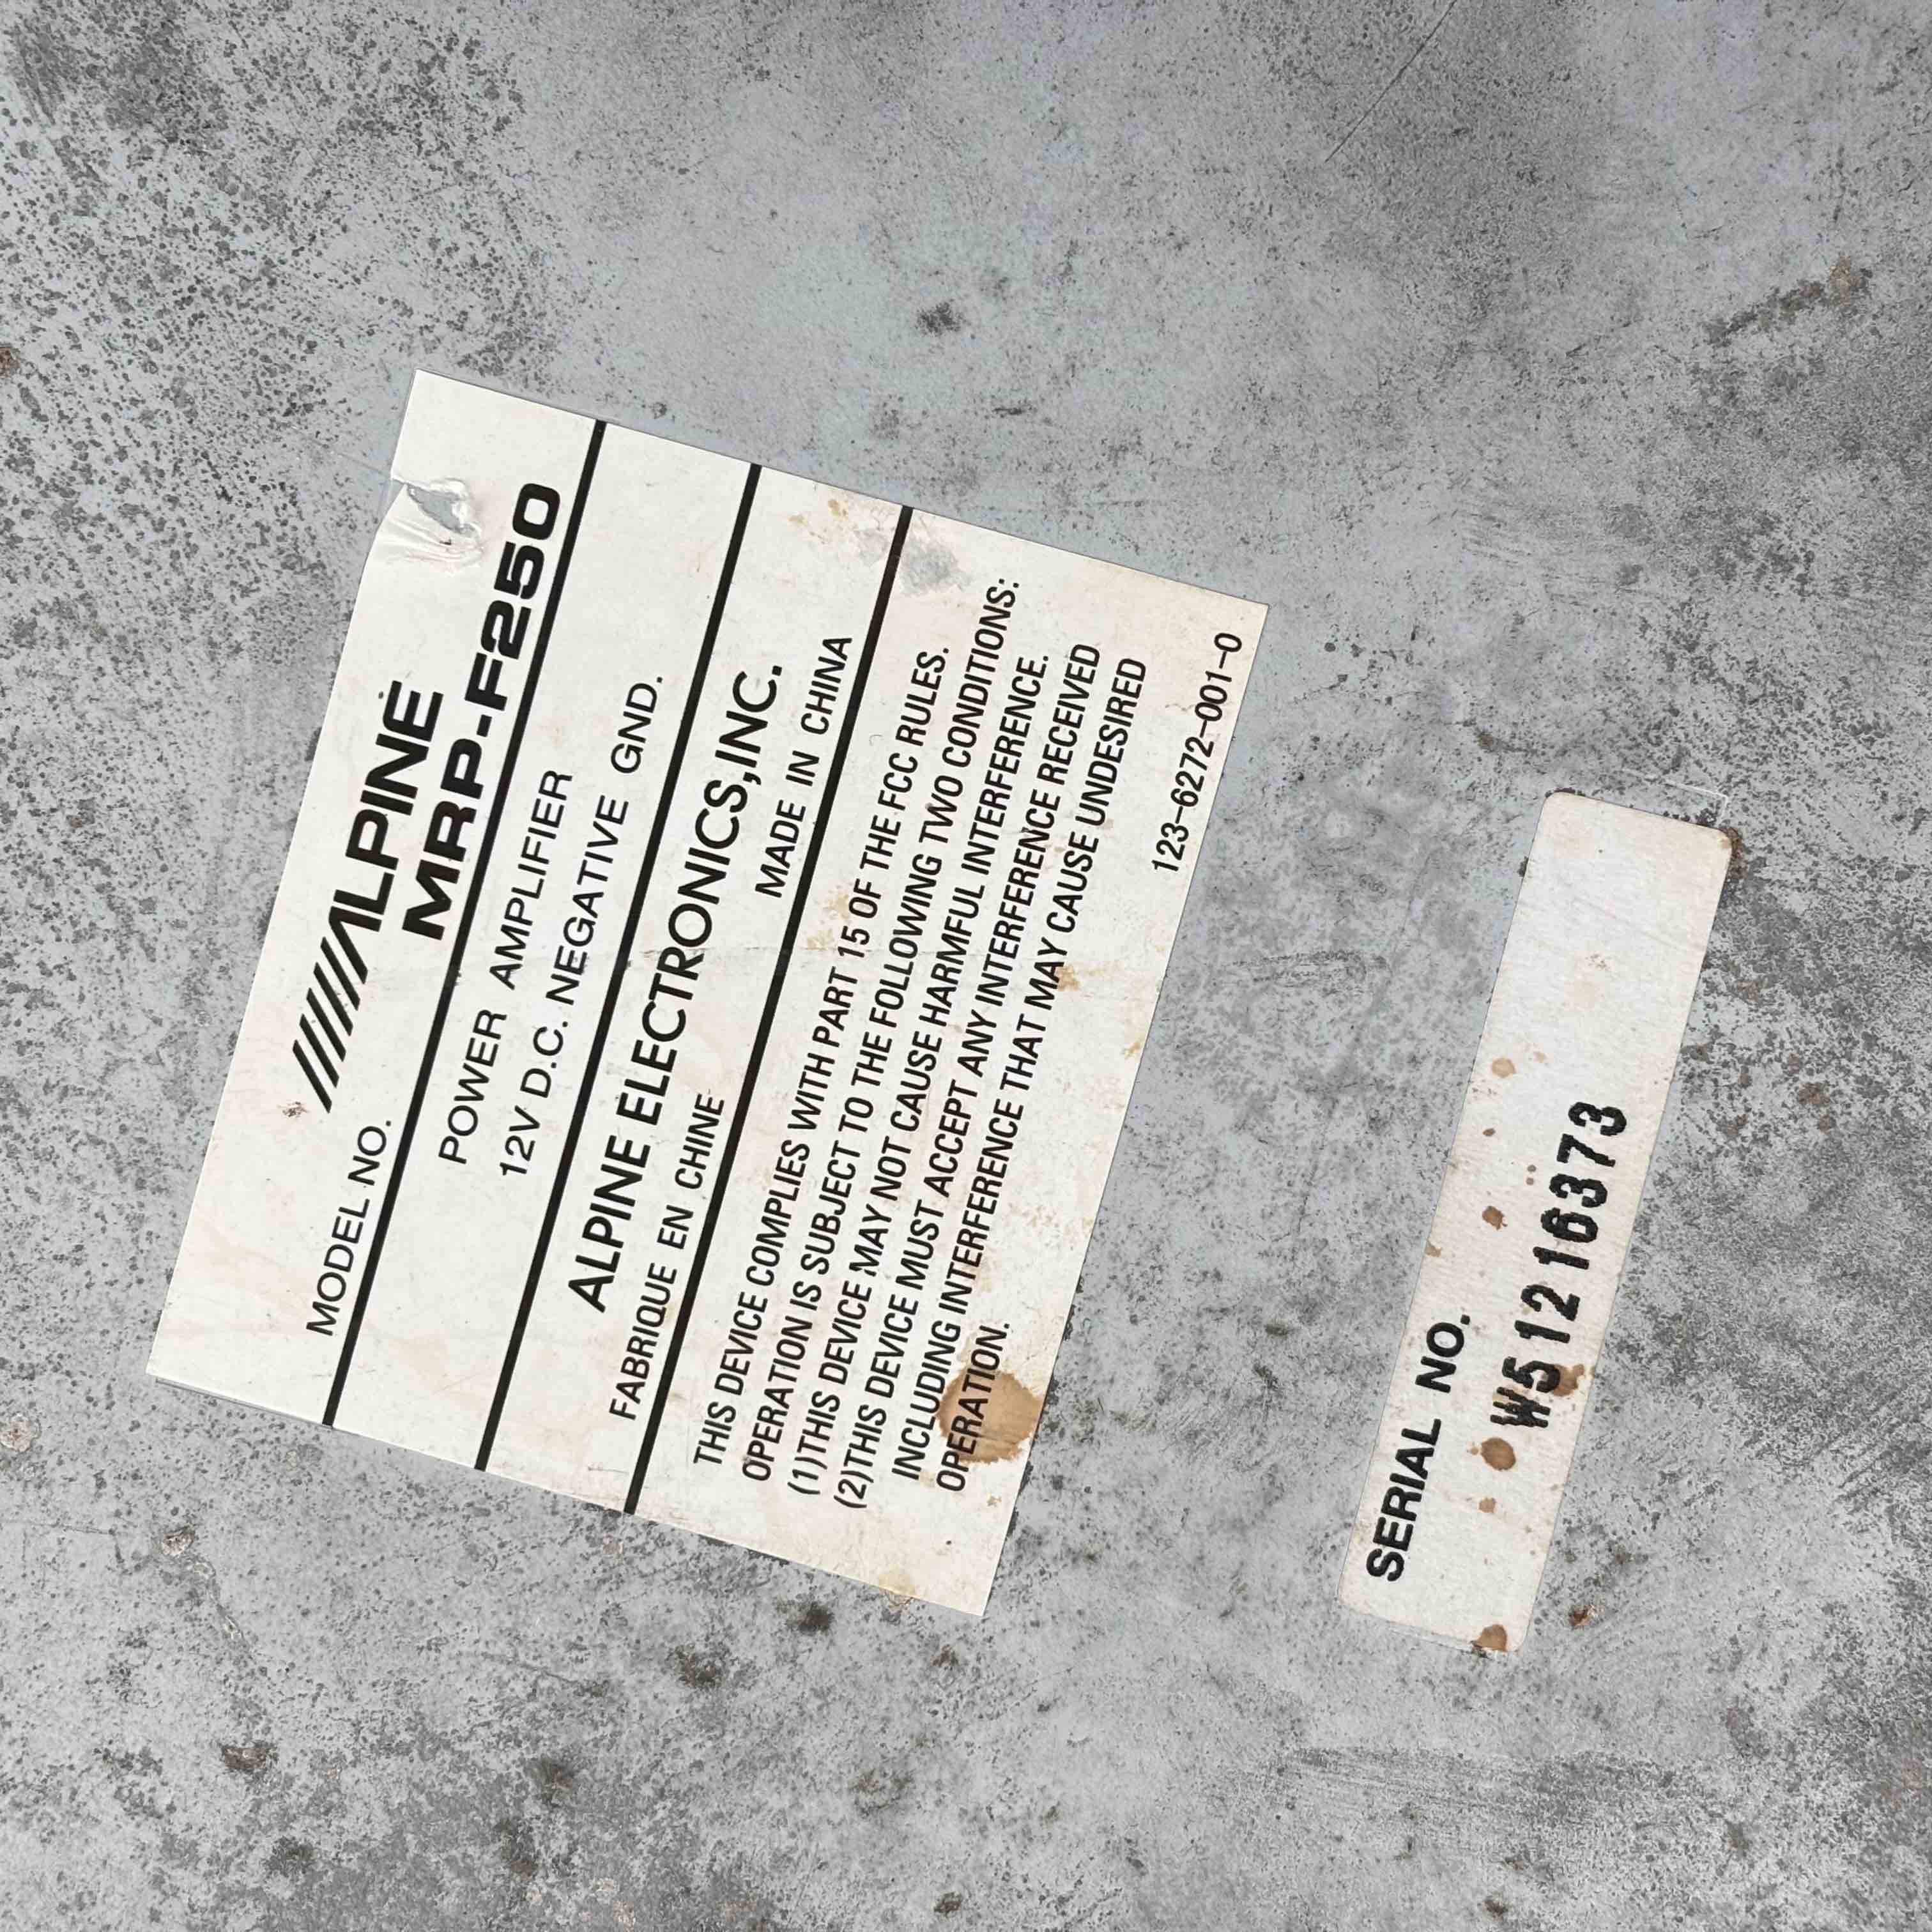 ALPINE
MODEL NO. MRP-F250
POWER AMPLIFIER
12V D.C. NEGATIVE GND.
ALPINE ELECTRONICS,INC.
FABRIQUE EN CHINE MADE IN CHINA
THIS DEVICE COMPLIES WITH PART 15 OF THE FCC RULES.
OPERATION IS SUBJECT TO THE FOLLOWING TWO CONDITIONS:
(1)THIS DEVICE MAY NOT CAUSE HARMFUL INTERFERENCE.
(2)THIS DEVICE MUST ACCEPT ANY INTERFERENCE RECEIVED
INCLUDING INTERFERENCE THAT MAY CAUSE UNDESIRED
OPERATION.
123-6272-001-0
SERIAL NO.
W51216373